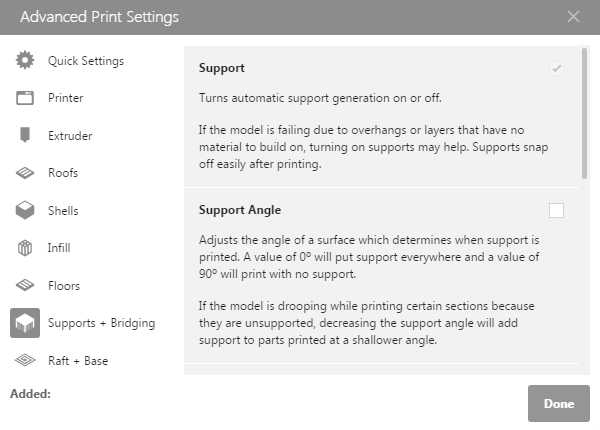 Advanced Print Settings
Quick Settings
Printer
Extruder
Roofs
Shells
Infill
Floors
Supports + Bridging
Raft + Base
Support
Turns automatic support generation on or off.
If the model is failing due to overhangs or layers that have no
material to build on, turning on supports may help. Supports snap
off easily after printing.
Support Angle
Adjusts the angle of a surface which determines when support is
printed. A value of 0º will put support everywhere and a value of
90º will print with no support.
If the model is drooping while printing certain sections because
they are unsupported, decreasing the support angle will add
support to parts printed at a shallower angle.
Added:
Done